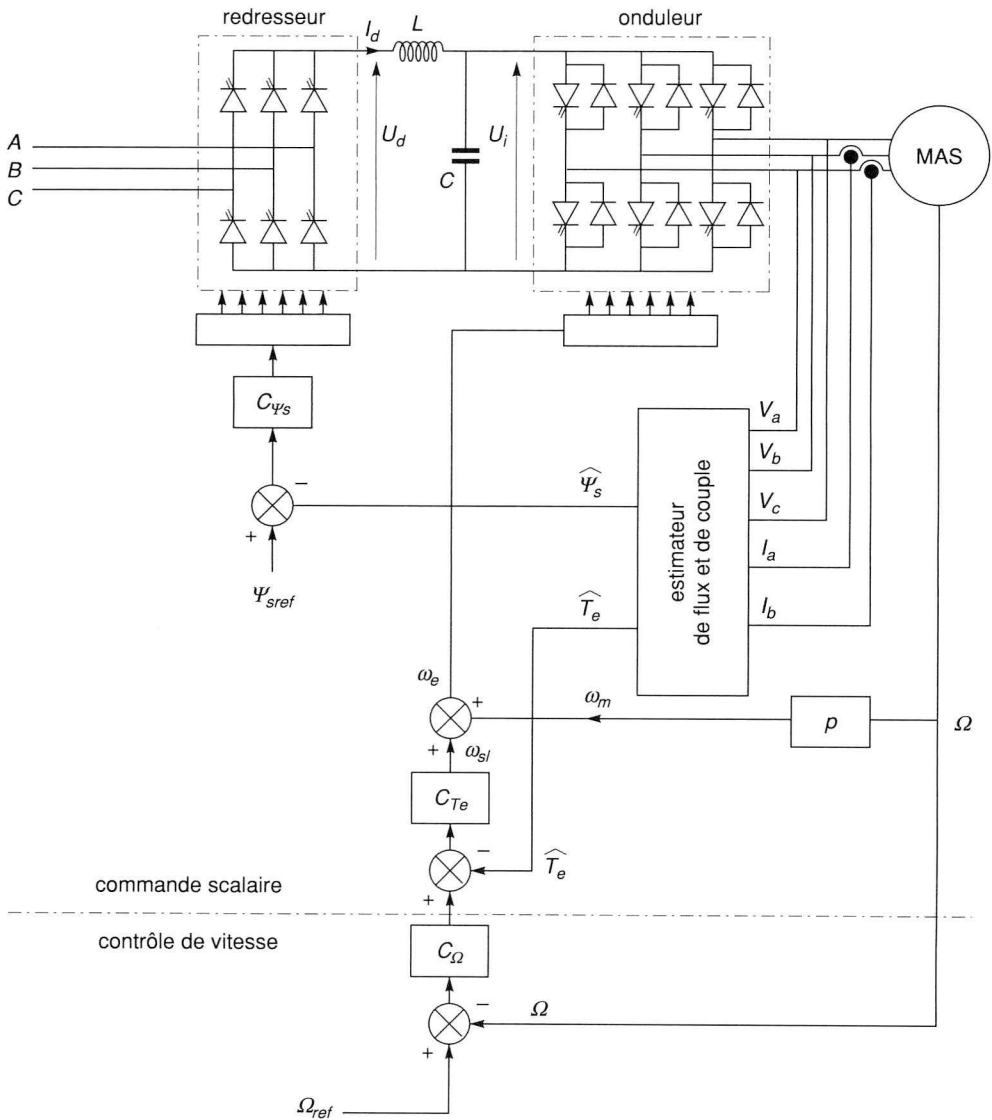 redresseur
onduleur
I_d
L
A
B
C
U_d
C
U_i
MAS
C_Ψs
−
+
Ψ_sref
Ψ̂_s
V_a
V_b
V_c
I_a
I_b
estimateur
de flux et de couple
T̂_e
ω_e
+
ω_m
p
Ω
+
ω_sl
C_Te
−
T̂_e
+
commande scalaire
contrôle de vitesse
C_Ω
−
Ω
+
Ω_ref